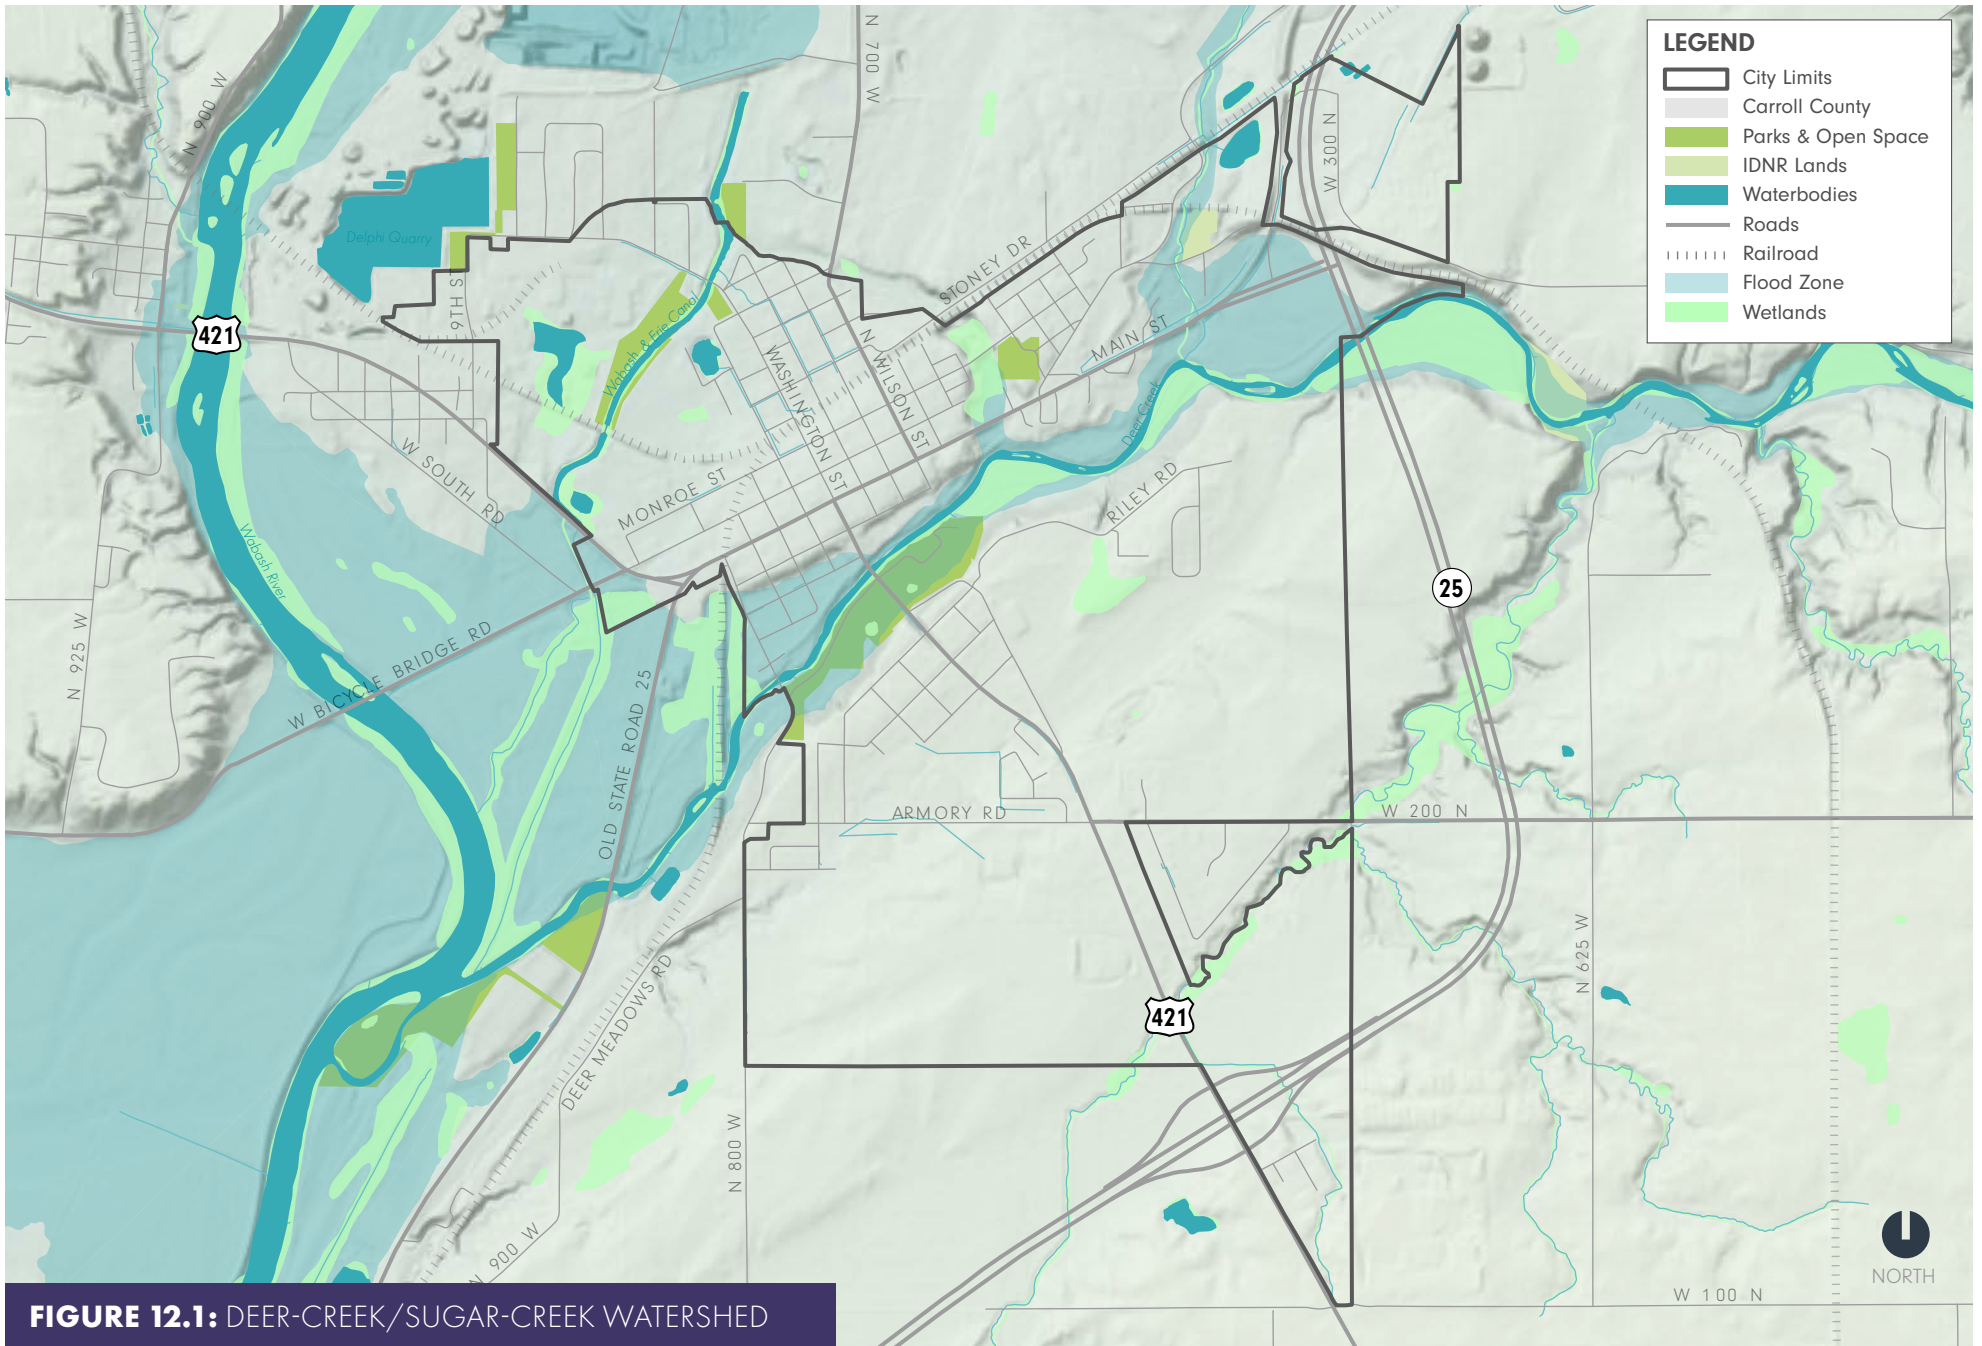 LEGEND
City Limits
Carroll County
Parks & Open Space
IDNR Lands
Waterbodies
Roads
Railroad
Flood Zone
Wetlands
N 900 W
N 700 W
W 300 N
Delphi Quarry
9TH ST
STONEY DR
421
Wabash & Erie Canal
MAIN ST
N WILSON ST
WASHINGTON ST
Deer Creek
W SOUTH RD
MONROE ST
RILEY RD
Wabash River
25
N 925 W
W BICYCLE BRIDGE RD
OLD STATE ROAD 25
ARMORY RD
W 200 N
N 625 W
DEER MEADOWS RD
421
N 800 W
N 900 W
W 100 N
NORTH
FIGURE 12.1: DEER-CREEK/SUGAR-CREEK WATERSHED